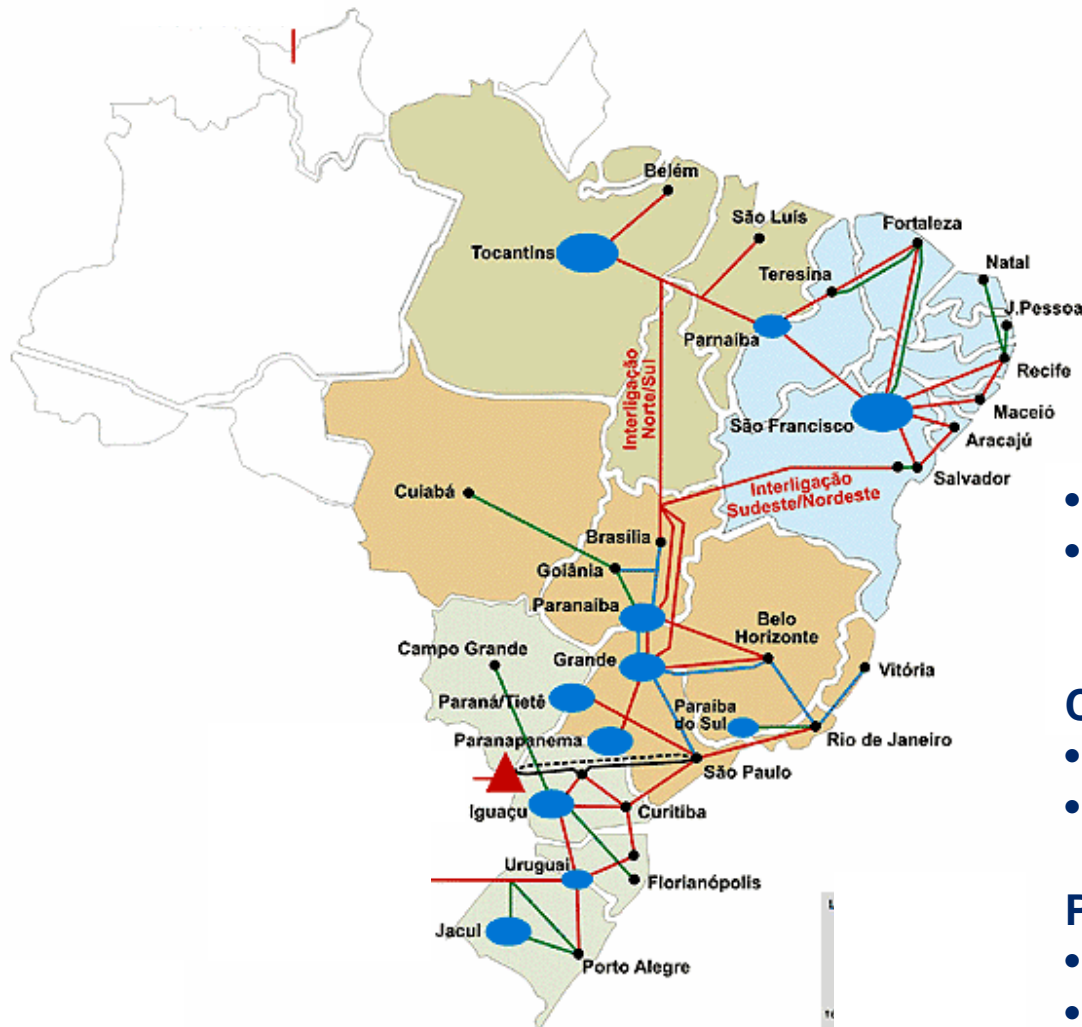 Belém
São Luís
Fortaleza
Tocantins
Teresina
Natal
J.Pessoa
Parnaíba
Recife
Interligação
Norte/Sul
São Francisco
Maceió
Aracajú
Salvador
Interligação
Sudeste/Nordeste
Cuiabá
Brasília
Goiânia
Paranaíba
Belo
Horizonte
Campo Grande
Grande
Vitória
Paraná/Tietê
Paraíba
do Sul
Paranapanema
Rio de Janeiro
São Paulo
Iguaçu
Curitiba
Uruguai
Florianópolis
Jacuí
Porto Alegre